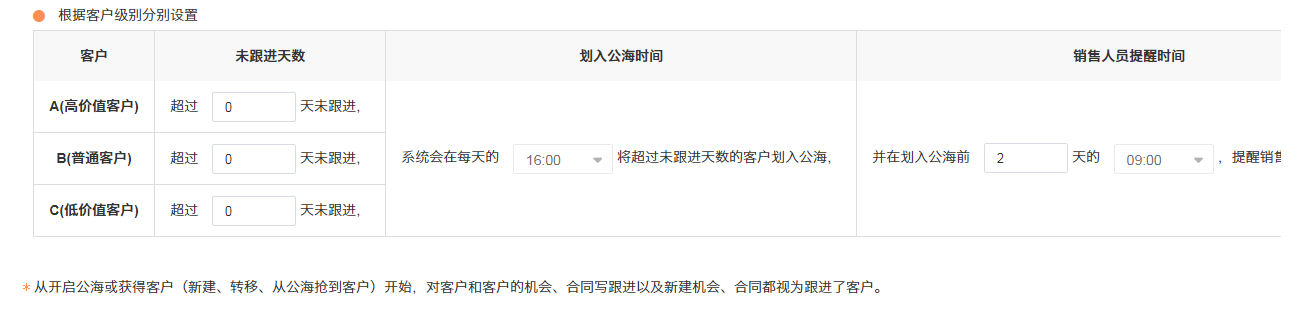 根据客户级别分别设置
客户 未跟进天数 划入公海时间 销售人员提醒时间
A(高价值客户) 超过 0 天未跟进，
B(普通客户) 超过 0 天未跟进， 系统会在每天的 16:00 将超过未跟进天数的客户划入公海， 并在划入公海前 2 天的 09:00 ，提醒销
C(低价值客户) 超过 0 天未跟进，
*从开启公海或获得客户（新建、转移、从公海抢到客户）开始，对客户和客户的机会、合同写跟进以及新建机会、合同都视为跟进了客户。